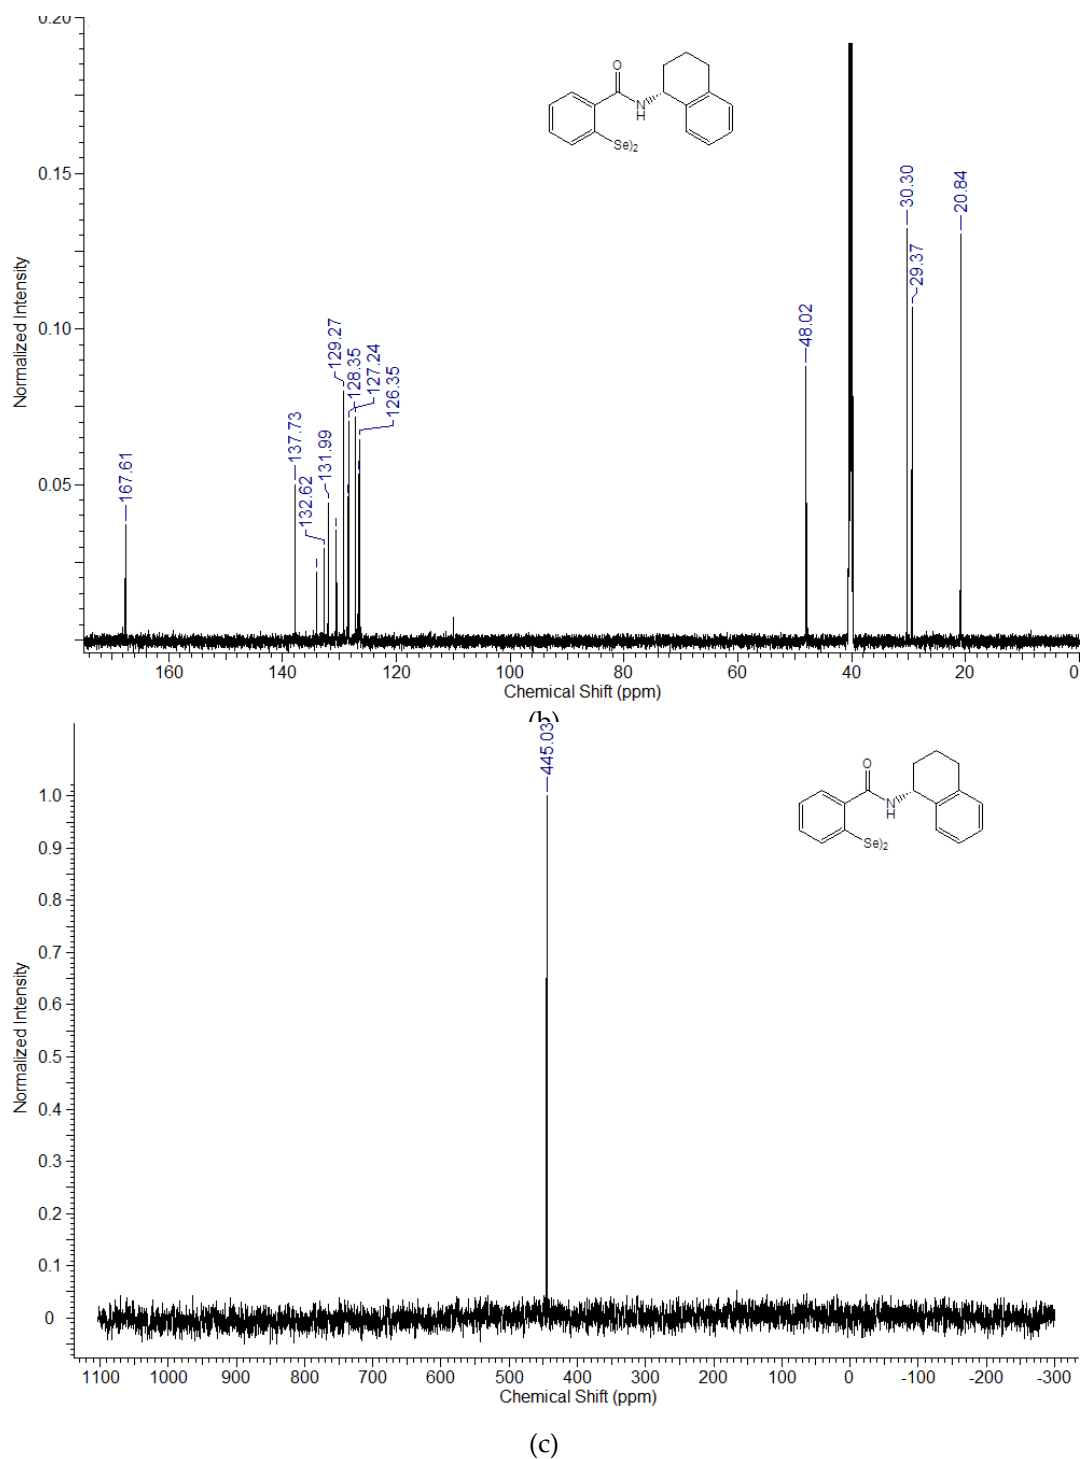 0.20
O
N
H
Se)2
0.15
Normalized Intensity
0.10
0.05
167.61
137.73
132.62
131.99
129.27
128.35
127.24
126.35
48.02
30.30
29.37
20.84
160 140 120 100 80 60 40 20 0
Chemical Shift (ppm)
(b)
445.03
O
N
H
Se)2
1.0
0.9
0.8
0.7
Normalized Intensity
0.6
0.5
0.4
0.3
0.2
0.1
0
1100 1000 900 800 700 600 500 400 300 200 100 0 -100 -200 -300
Chemical Shift (ppm)
(c)